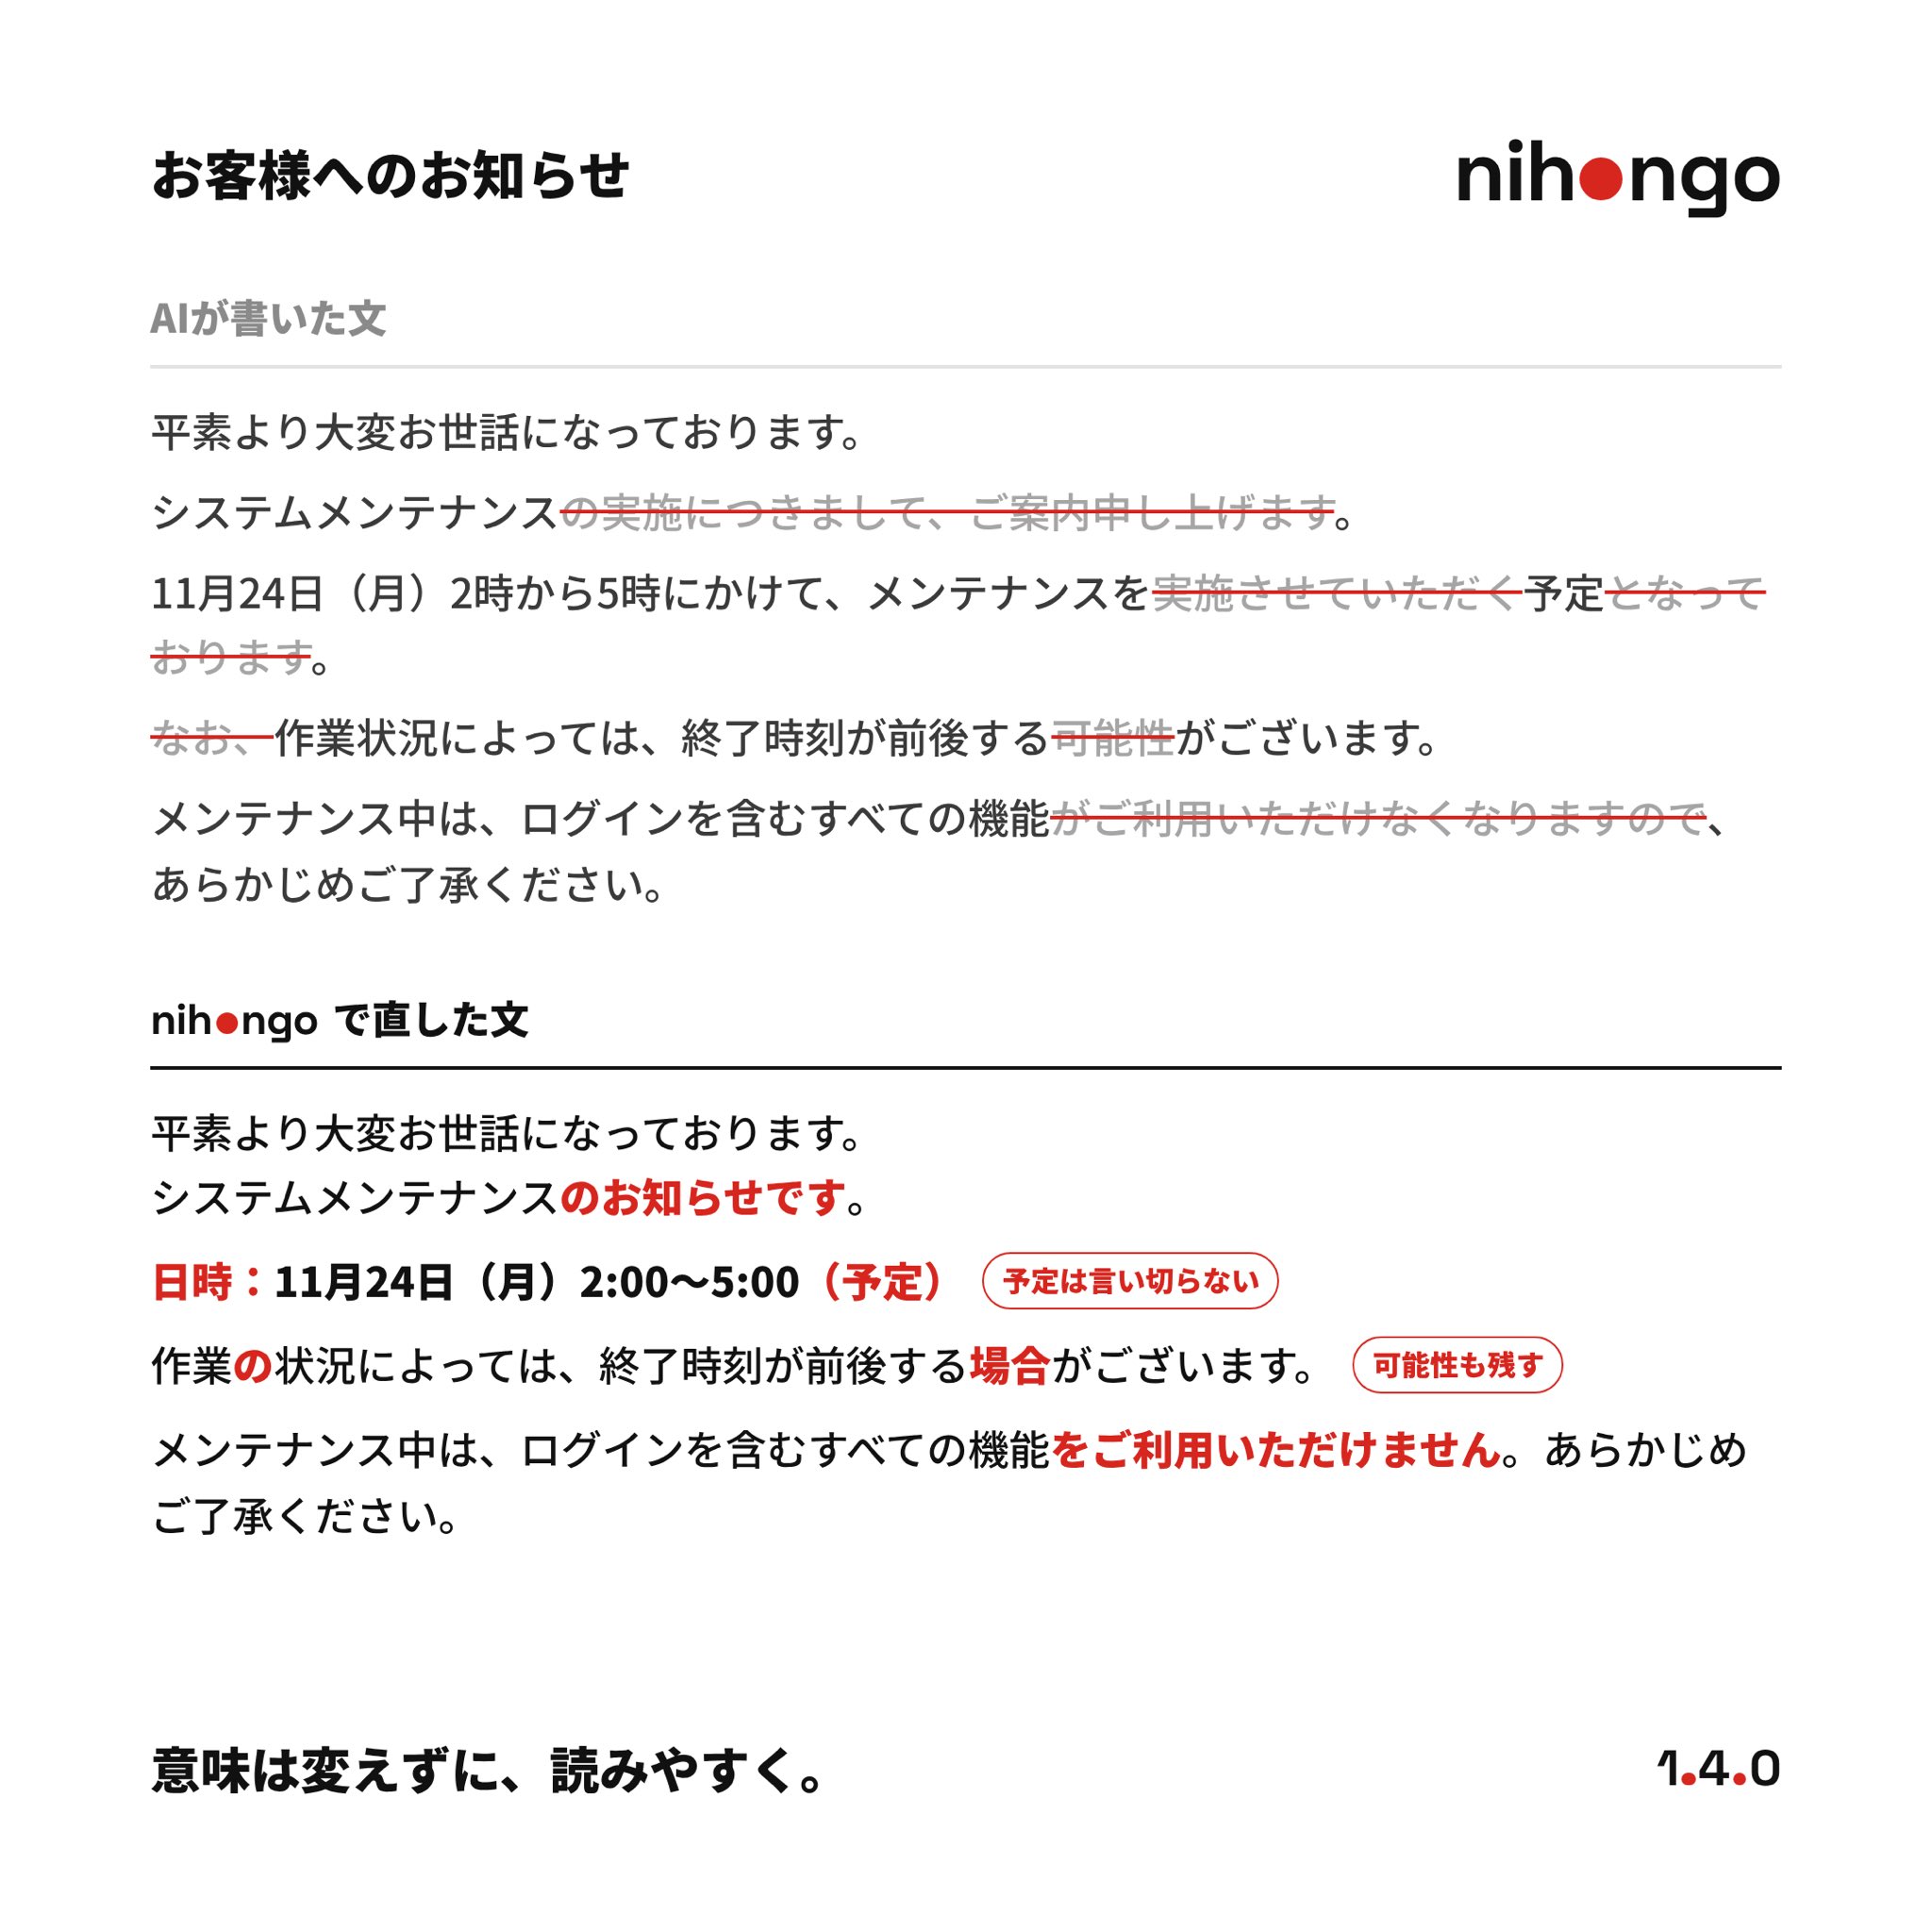 お客様へのお知らせ
nihongo
AIが書いた文
平素より大変お世話になっております。
システムメンテナンスの実施につきまして、ご案内申し上げます。
11月24日（月）2時から5時にかけて、メンテナンスを実施させていただく予定となって
おります。
なお、作業状況によっては、終了時刻が前後する可能性がございます。
メンテナンス中は、ログインを含むすべての機能がご利用いただけなくなりますので、
あらかじめご了承ください。
nihongo で直した文
平素より大変お世話になっております。
システムメンテナンスのお知らせです。
日時：11月24日（月）2:00〜5:00（予定） 予定は言い切らない
作業の状況によっては、終了時刻が前後する場合がございます。 可能性も残す
メンテナンス中は、ログインを含むすべての機能をご利用いただけません。あらかじめ
ご了承ください。
意味は変えずに、読みやすく。
1.4.0